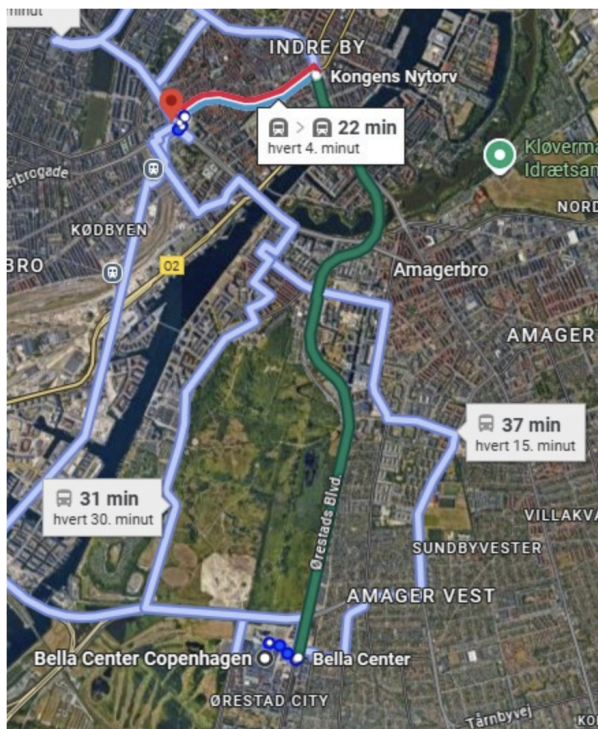 minut
INDRE BY
Kongens Nytorv
> 22 min
hvert 4. minut
Kløverma
Idrætsan
erbrogade
NORD
KØDBYEN
BRO
02
Amagerbro
AMAGER
37 min
hvert 15. minut
31 min
hvert 30. minut
Ørestads Blvd.
VILLAKVA
SUNDBYVESTER
AMAGER VEST
Bella Center Copenhagen
Bella Center
ØRESTAD CITY
Tårnbyvej
KO